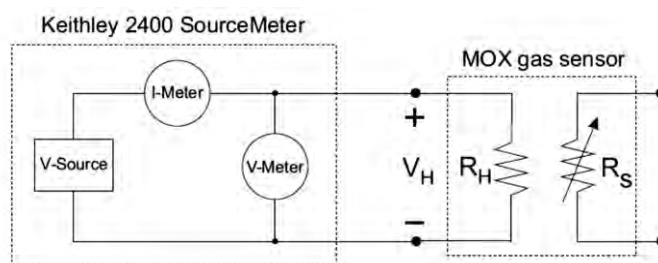 Keithley 2400 SourceMeter
MOX gas sensor
I-Meter
V-Source
V-Meter
+
V_H
−
R_H
R_S